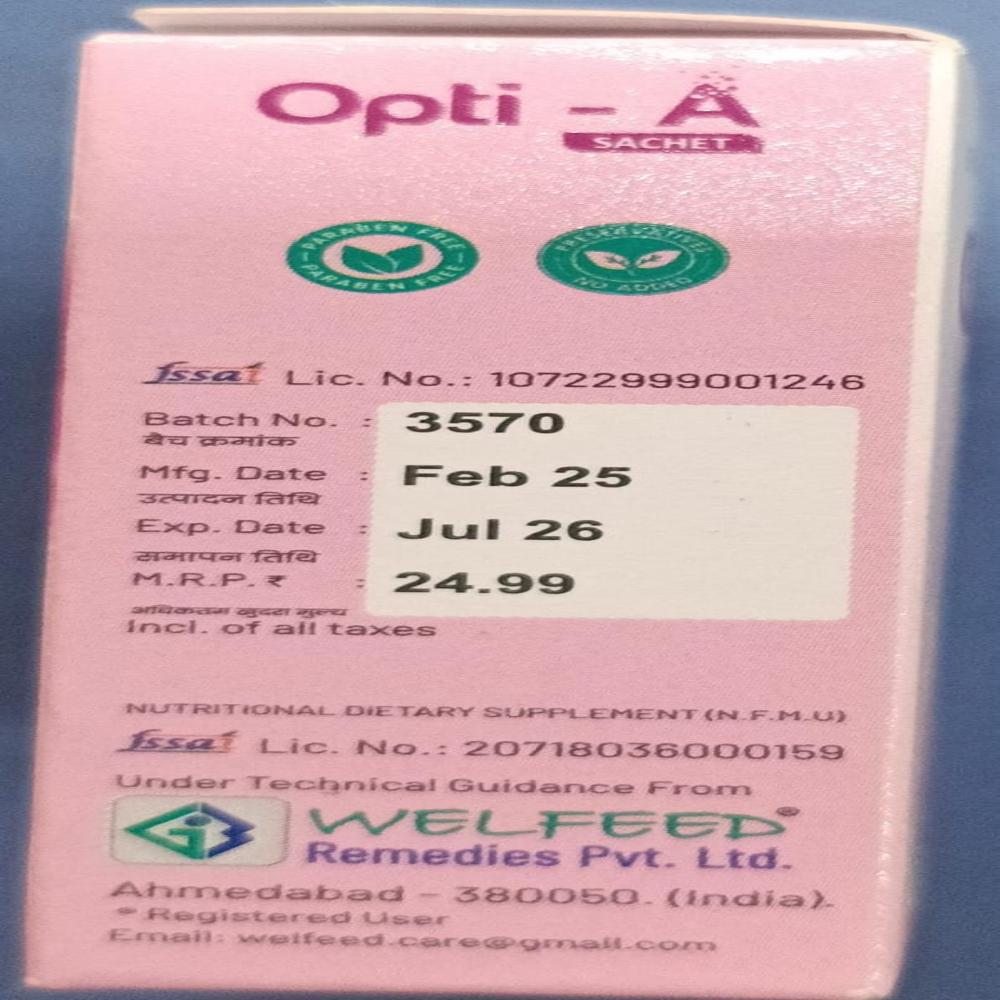 Opti - A
SACHET
PARABEN FREE
PARABEN FREE
PRESERVATIVES
NO ADDED
fssai Lic. No.: 10722999001246
Batch No. : 3570
बैच क्रमांक
Mfg. Date : Feb 25
उत्पादन तिथि
Exp. Date : Jul 26
समापन तिथि
M.R.P. ₹ : 24.99
अधिकतम खुदरा मुल्य
Incl. of all taxes
NUTRITIONAL DIETARY SUPPLEMENT (N.F.M.U)
fssai Lic. No.: 20718036000159
Under Technical Guidance From
WELFEED®
Remedies Pvt. Ltd.
Ahmedabad - 380050. (India).
* Registered User
Email: welfeed.care@gmail.com